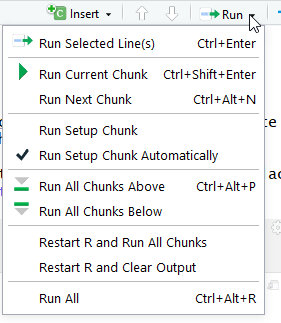 Insert Run
Run Selected Line(s) Ctrl+Enter
Run Current Chunk Ctrl+Shift+Enter
Run Next Chunk Ctrl+Alt+N
Run Setup Chunk
Run Setup Chunk Automatically
Run All Chunks Above Ctrl+Alt+P
Run All Chunks Below
Restart R and Run All Chunks
Restart R and Clear Output
Run All Ctrl+Alt+R